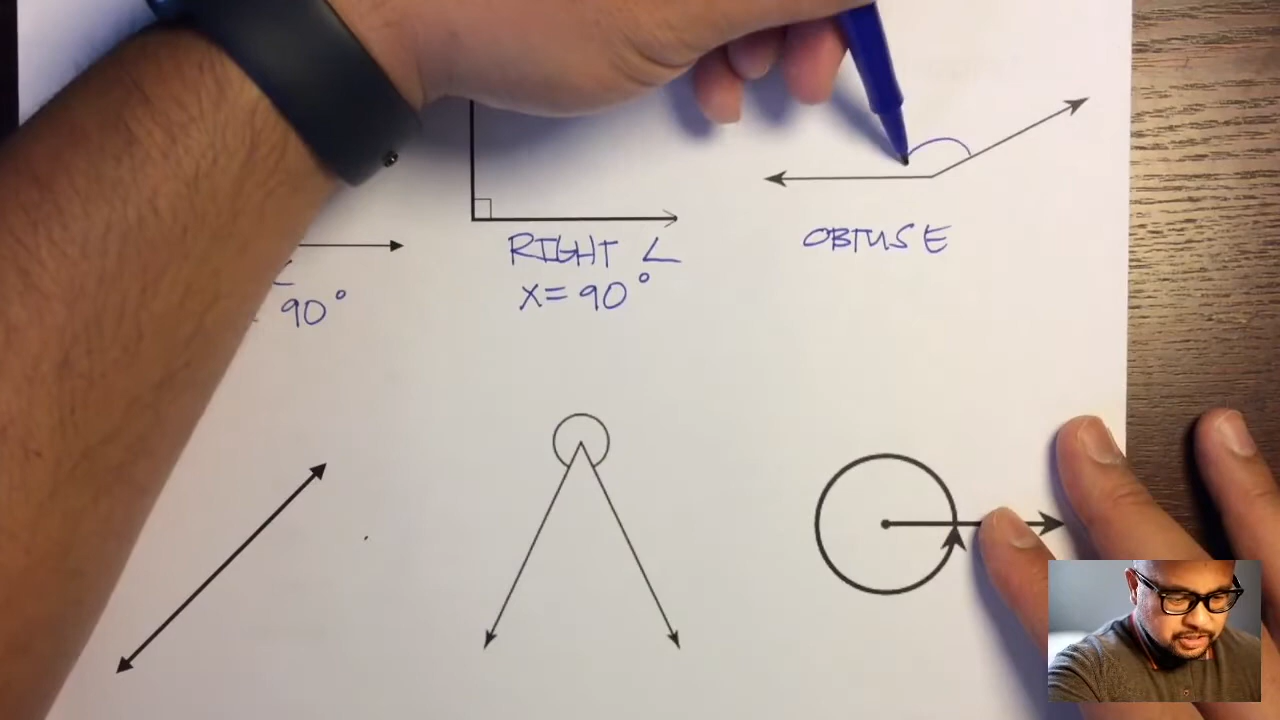 RIGHT ∠
x = 90°
OBTUSE
90°